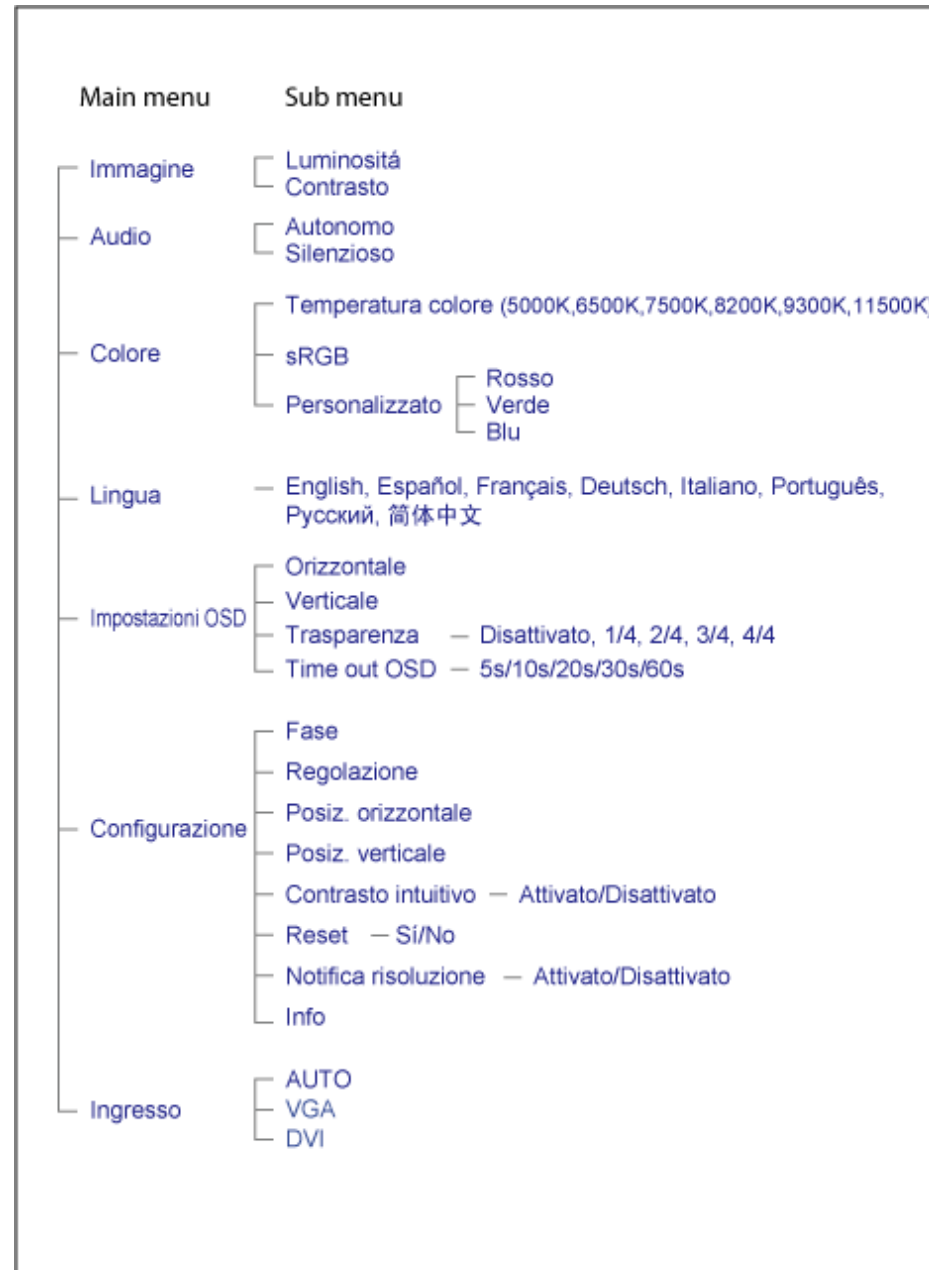 Main menu Sub menu
Immagine
Luminositá
Contrasto
Audio
Autonomo
Silenzioso
Colore
Temperatura colore (5000K,6500K,7500K,8200K,9300K,11500K)
sRGB
Personalizzato
Rosso
Verde
Blu
Lingua
English, Español, Français, Deutsch, Italiano, Português,
Русский, 简体中文
Impostazioni OSD
Orizzontale
Verticale
Trasparenza — Disattivato, 1/4, 2/4, 3/4, 4/4
Time out OSD — 5s/10s/20s/30s/60s
Configurazione
Fase
Regolazione
Posiz. orizzontale
Posiz. verticale
Contrasto intuitivo — Attivato/Disattivato
Reset — Sí/No
Notifica risoluzione — Attivato/Disattivato
Info
Ingresso
AUTO
VGA
DVI